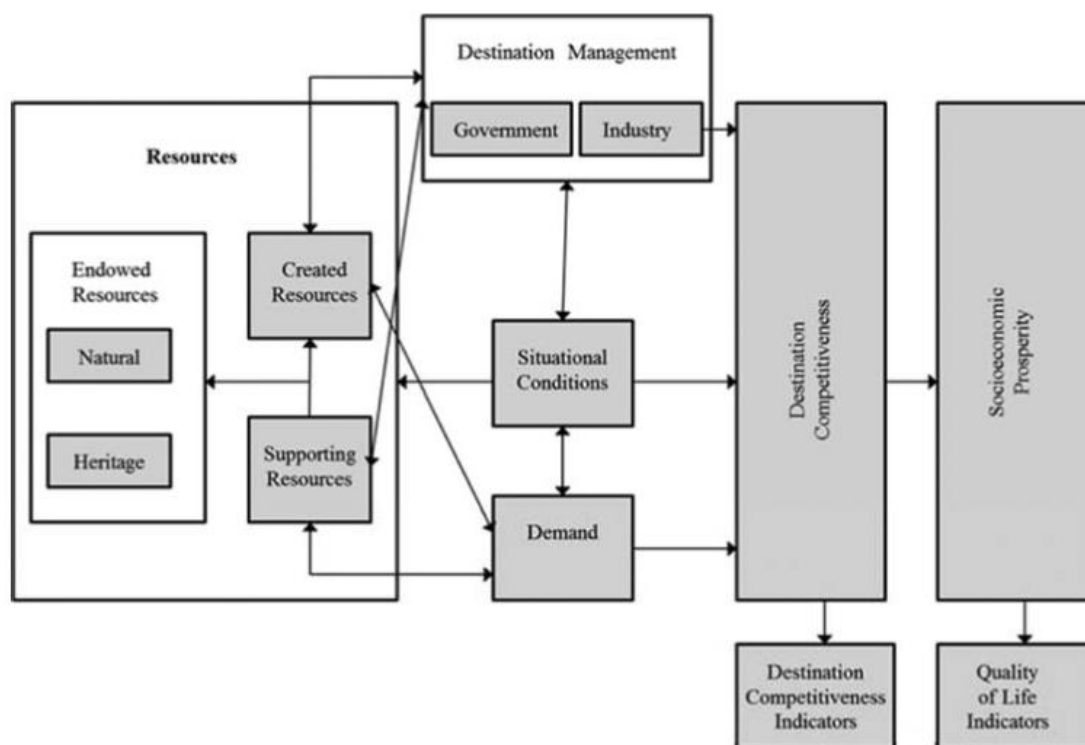 Destination Management
Government
Industry
Resources
Endowed
Resources
Natural
Heritage
Created
Resources
Supporting
Resources
Situational
Conditions
Demand
Destination
Competitiveness
Socioeconomic
Prosperity
Destination
Competitiveness
Indicators
Quality
of Life
Indicators